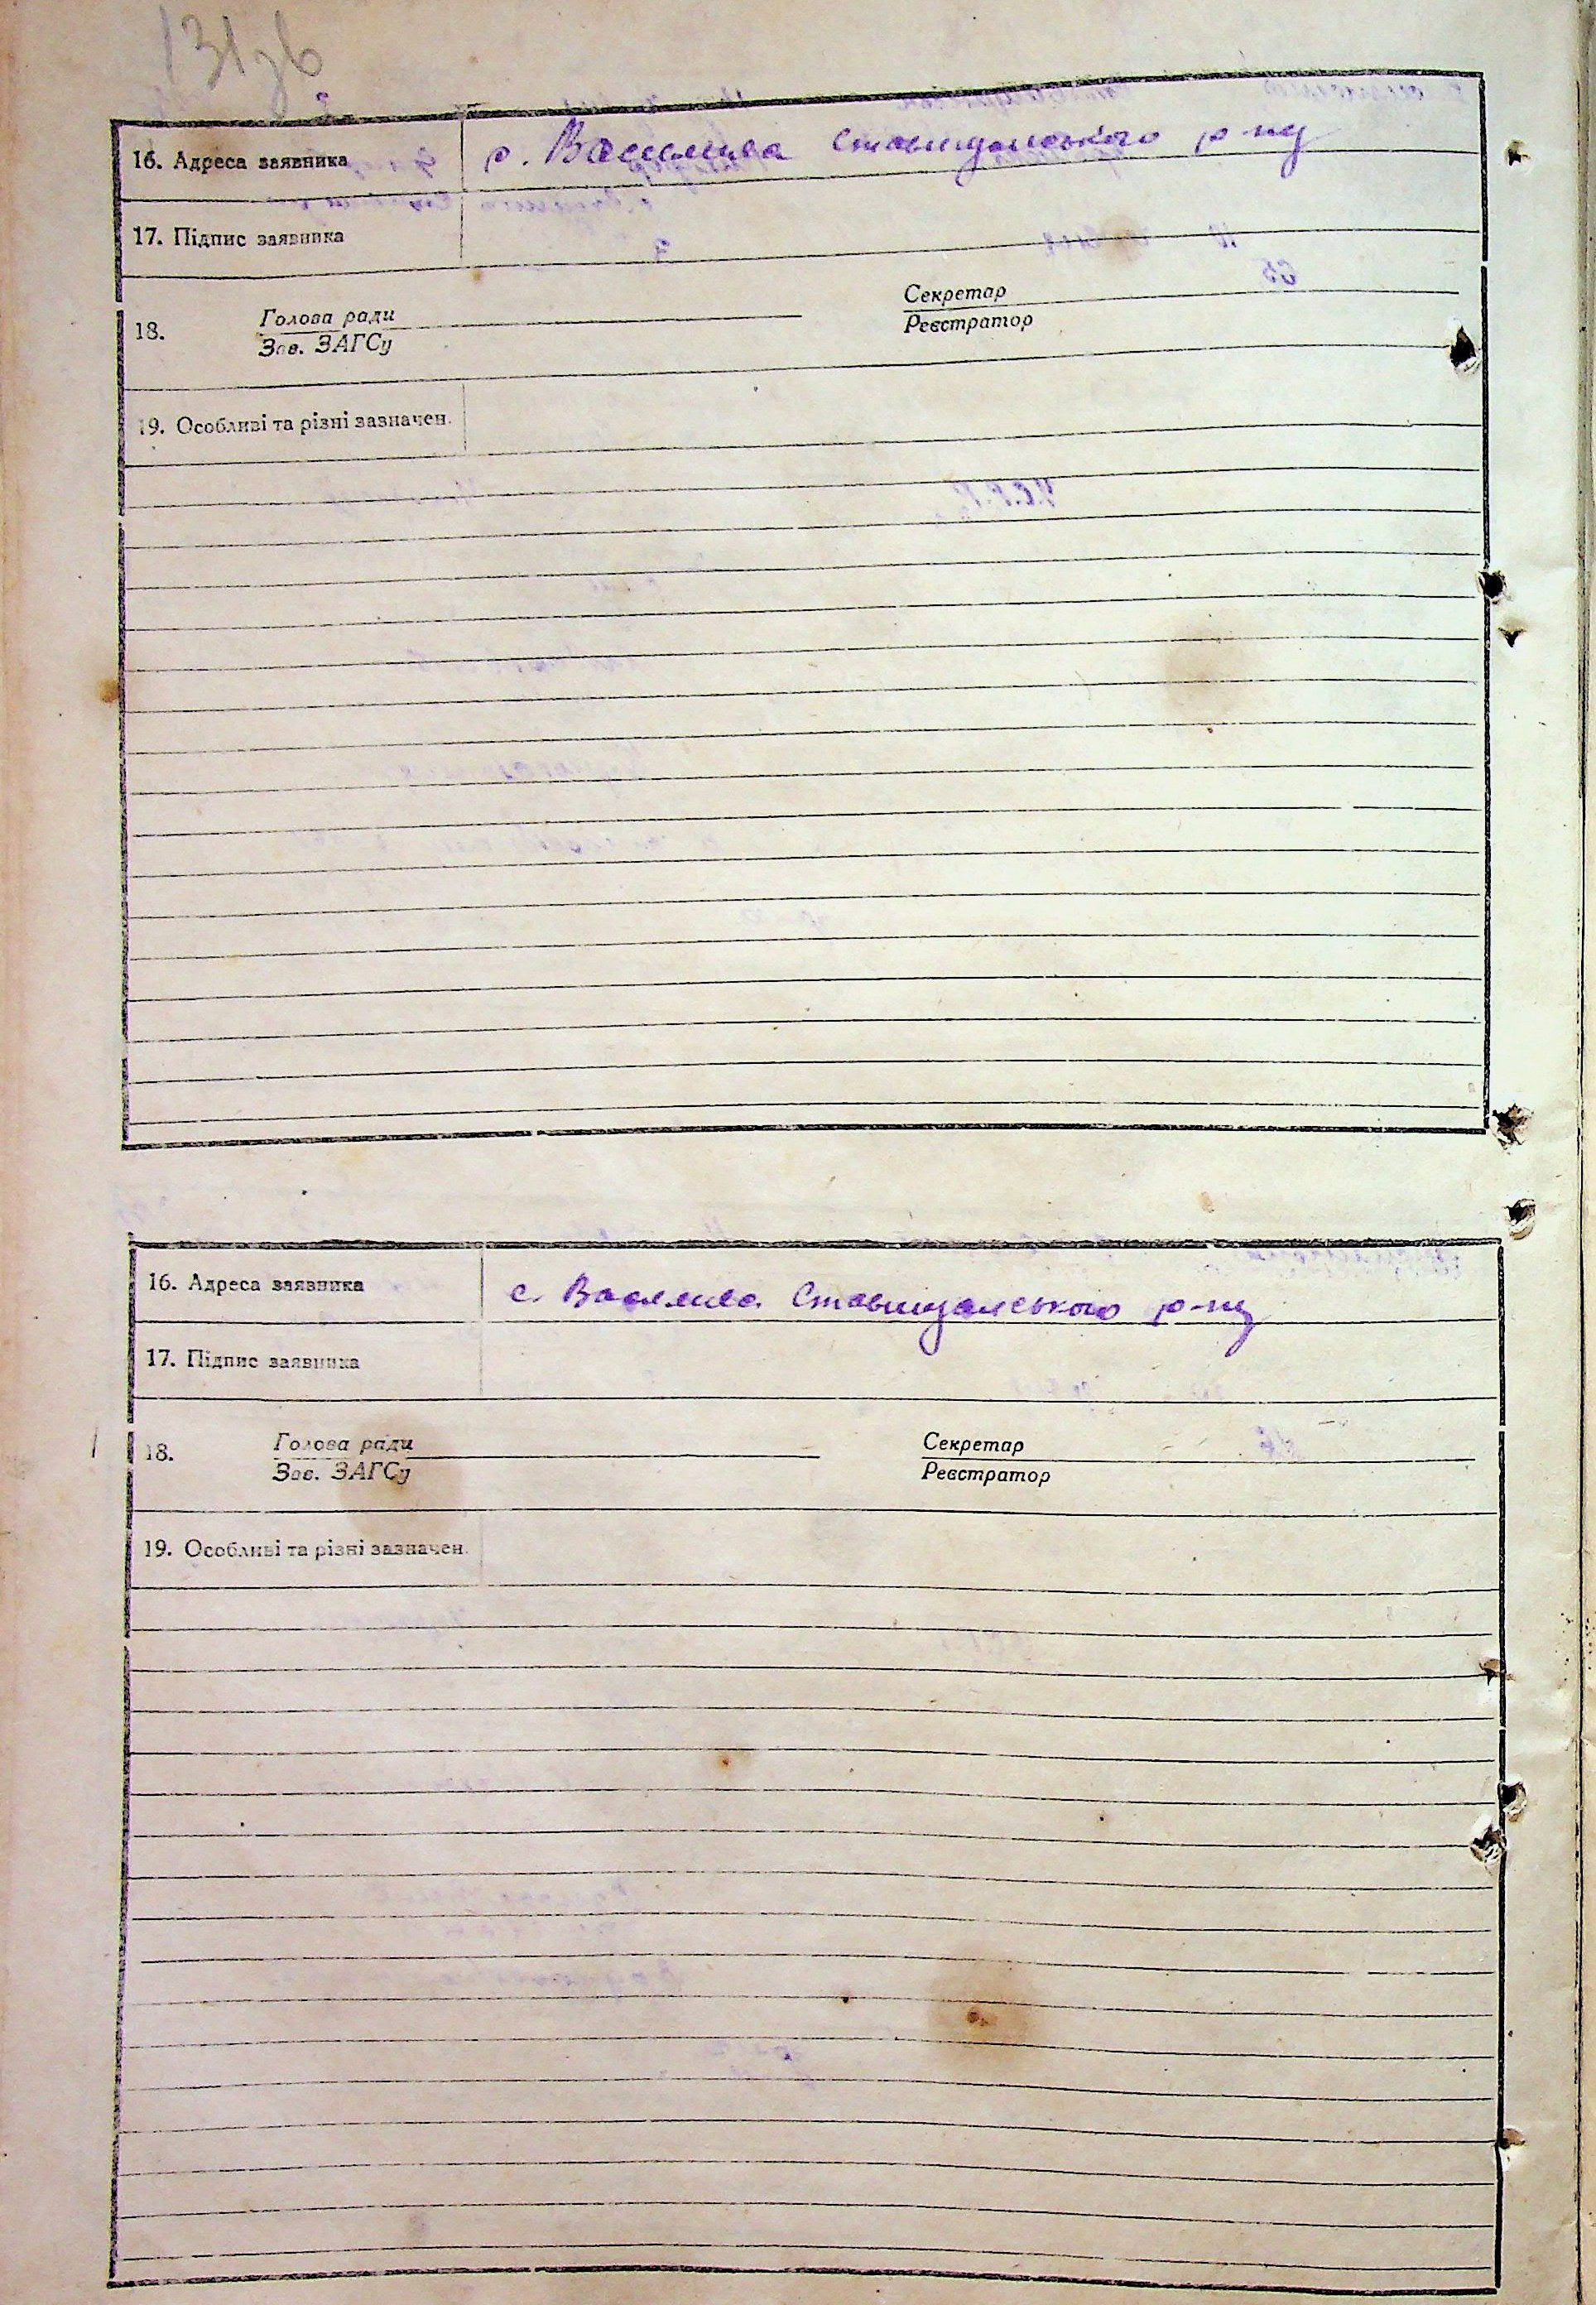 131зв
16. Адреса заявника с. Василива Ставищанського р-ну
17. Підпис заявника
18. Голова ради Секретар
Зав. ЗАГСу Реєстратор
19. Особливі та різні зазначен.
16. Адреса заявника с. Василива Ставищанського р-ну
17. Підпис заявника
18. Голова ради Секретар
Зав. ЗАГСу Реєстратор
19. Особливі та різні зазначен.